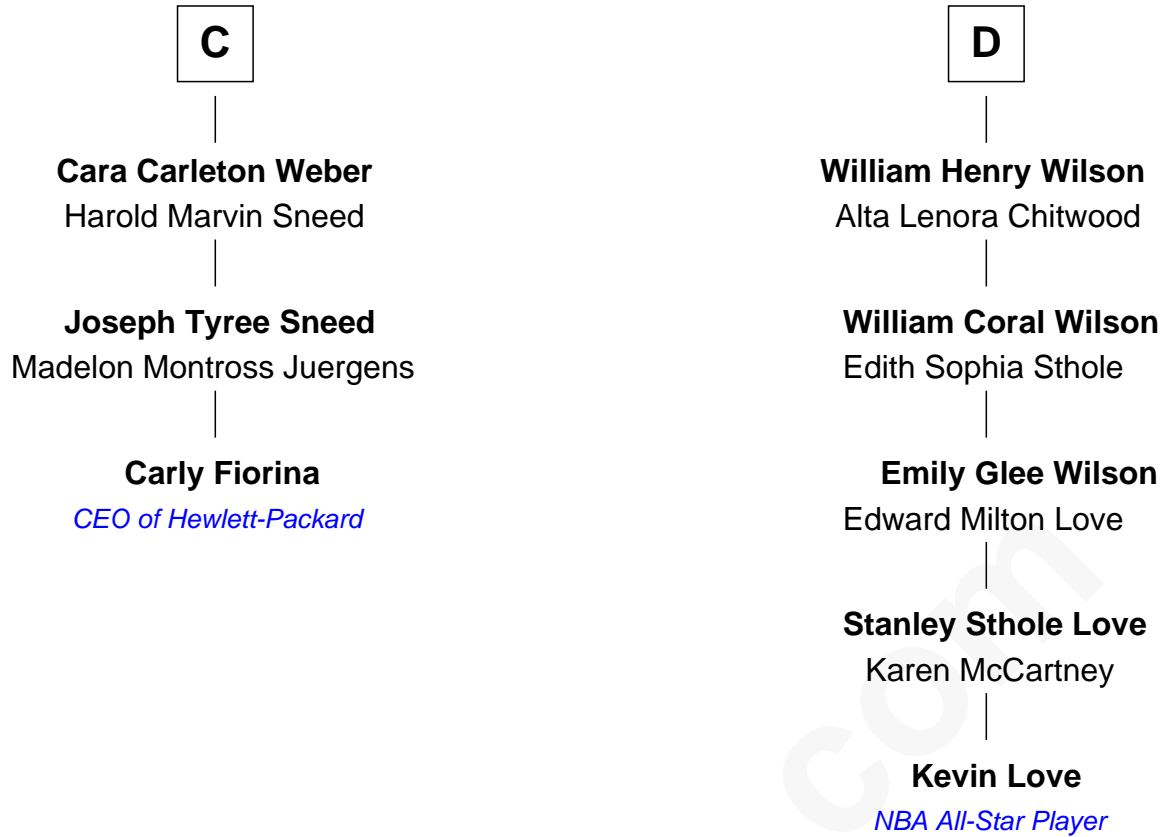 C
Cara Carleton Weber
Harold Marvin Sneed
Joseph Tyree Sneed
Madelon Montross Juergens
Carly Fiorina
CEO of Hewlett-Packard
D
William Henry Wilson
Alta Lenora Chitwood
William Coral Wilson
Edith Sophia Sthole
Emily Glee Wilson
Edward Milton Love
Stanley Sthole Love
Karen McCartney
Kevin Love
NBA All-Star Player
com